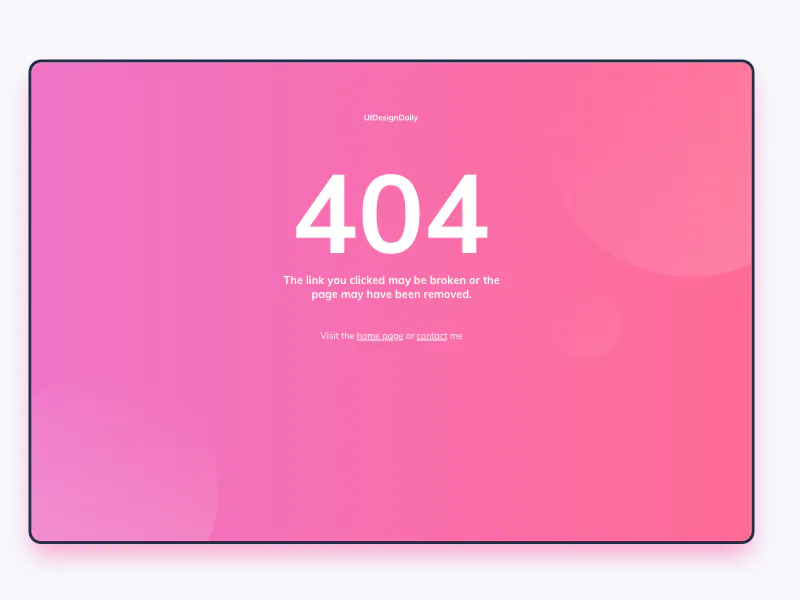 UIDesignDaily
404
The link you clicked may be broken or the
page may have been removed.
Visit the home page or contact me